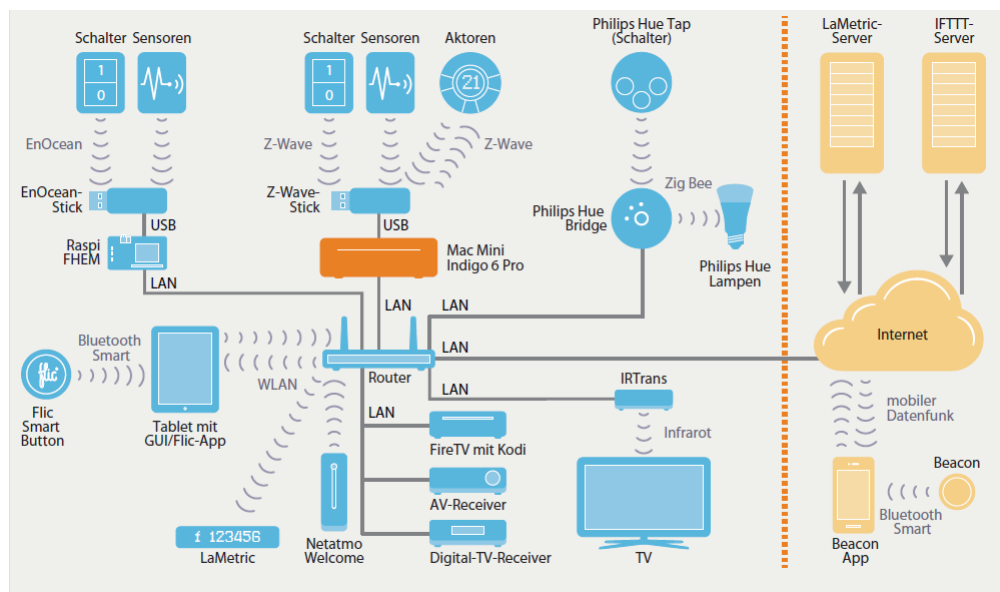 Schalter
Sensoren
Schalter
Sensoren
Aktoren
Philips Hue Tap
(Schalter)
LaMetric-
Server
IFTTT-
Server
1
0
1
0
21
EnOcean
Z-Wave
Z-Wave
Zig Bee
EnOcean-
Stick
USB
Z-Wave-
Stick
USB
Philips Hue
Bridge
Philips Hue
Lampen
Raspi
FHEM
LAN
Mac Mini
Indigo 6 Pro
LAN
LAN
Internet
Bluetooth
Smart
flic
Flic
Smart
Button
Tablet mit
GUI/Flic-App
WLAN
Router
LAN
LAN
LAN
IRTrans
Infrarot
FireTV mit Kodi
AV-Receiver
Digital-TV-Receiver
TV
f 123456
LaMetric
Netatmo
Welcome
mobiler
Datenfunk
Beacon
Bluetooth
Smart
Beacon
App